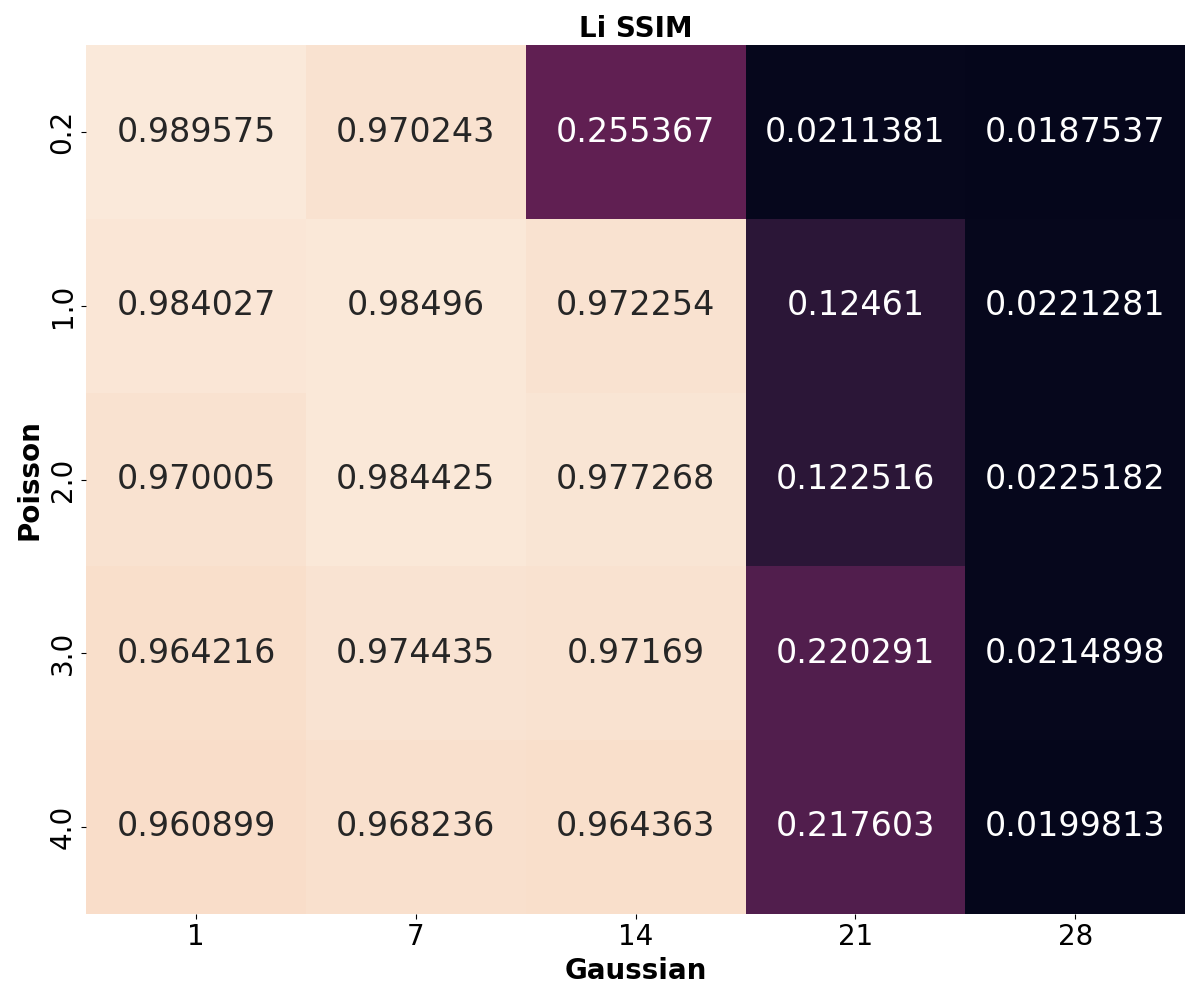 Li SSIM
Poisson
0.2 0.989575 0.970243 0.255367 0.0211381 0.0187537
1.0 0.984027 0.98496 0.972254 0.12461 0.0221281
2.0 0.970005 0.984425 0.977268 0.122516 0.0225182
3.0 0.964216 0.974435 0.97169 0.220291 0.0214898
4.0 0.960899 0.968236 0.964363 0.217603 0.0199813
1 7 14 21 28
Gaussian